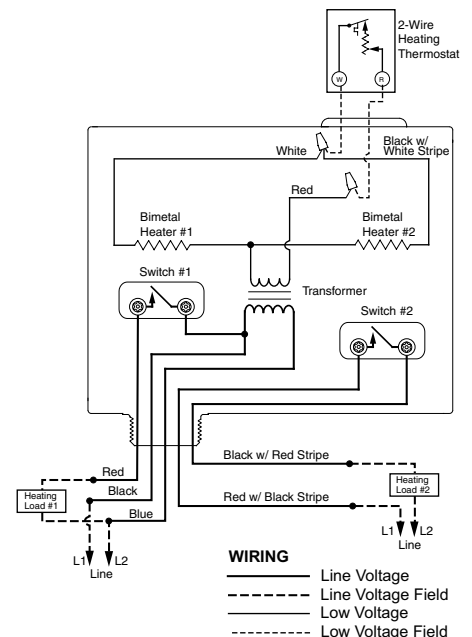 2-Wire
Heating
Thermostat
W
R
White
Black w/
White Stripe
Red
Bimetal
Heater #1
Bimetal
Heater #2
Switch #1
Transformer
Switch #2
Black w/ Red Stripe
Red
Heating
Load #1
Black
Heating
Load #2
Red w/ Black Stripe
Blue
L1
L2
Line
L1
L2
Line
WIRING
Line Voltage
Line Voltage Field
Low Voltage
Low Voltage Field